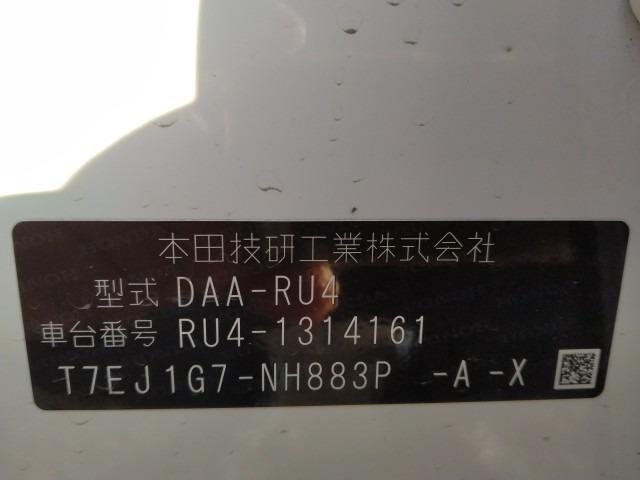 本田技研工業株式会社
型式 DAA-RU4
車台番号 RU4-1314161
T7EJ1G7-NH883P -A -X